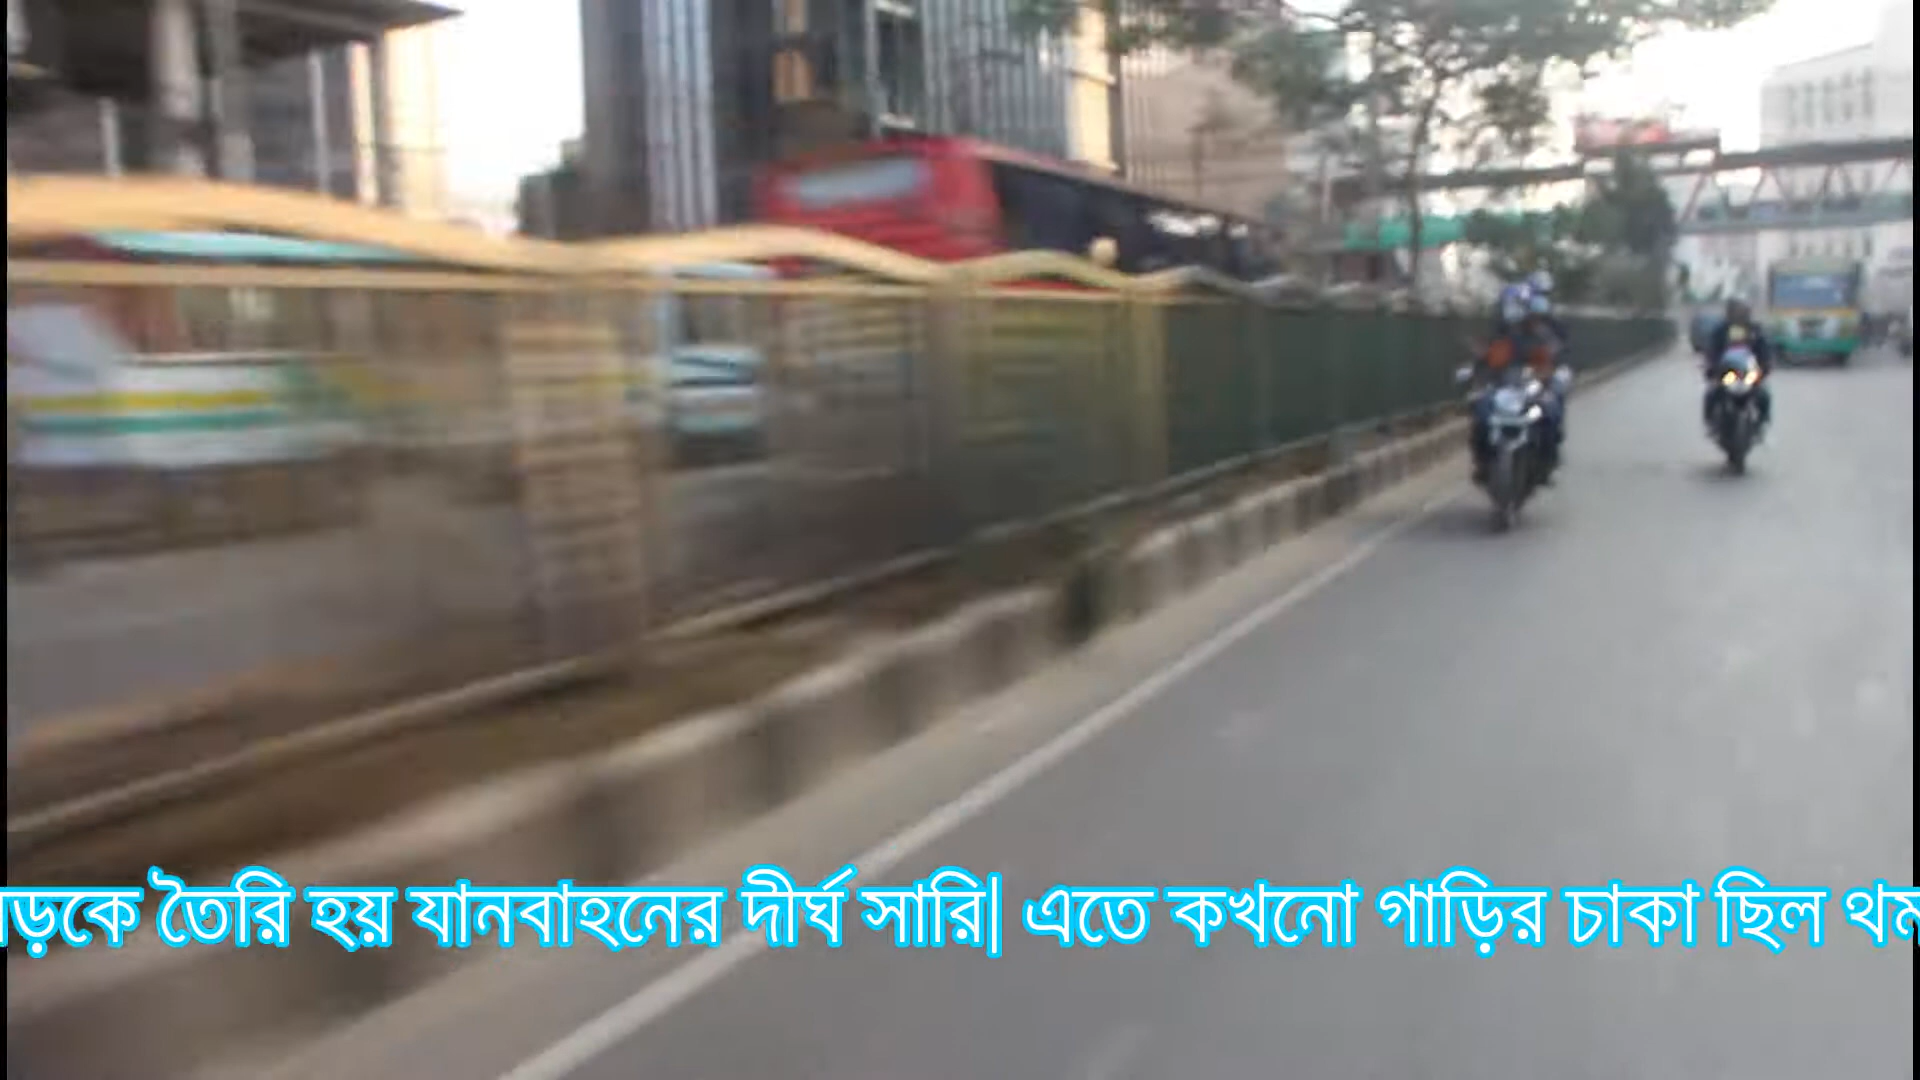 ড়কে তৈরি হয় যানবাহনের দীর্ঘ সারি| এতে কখনো গাড়ির চাকা ছিল থম